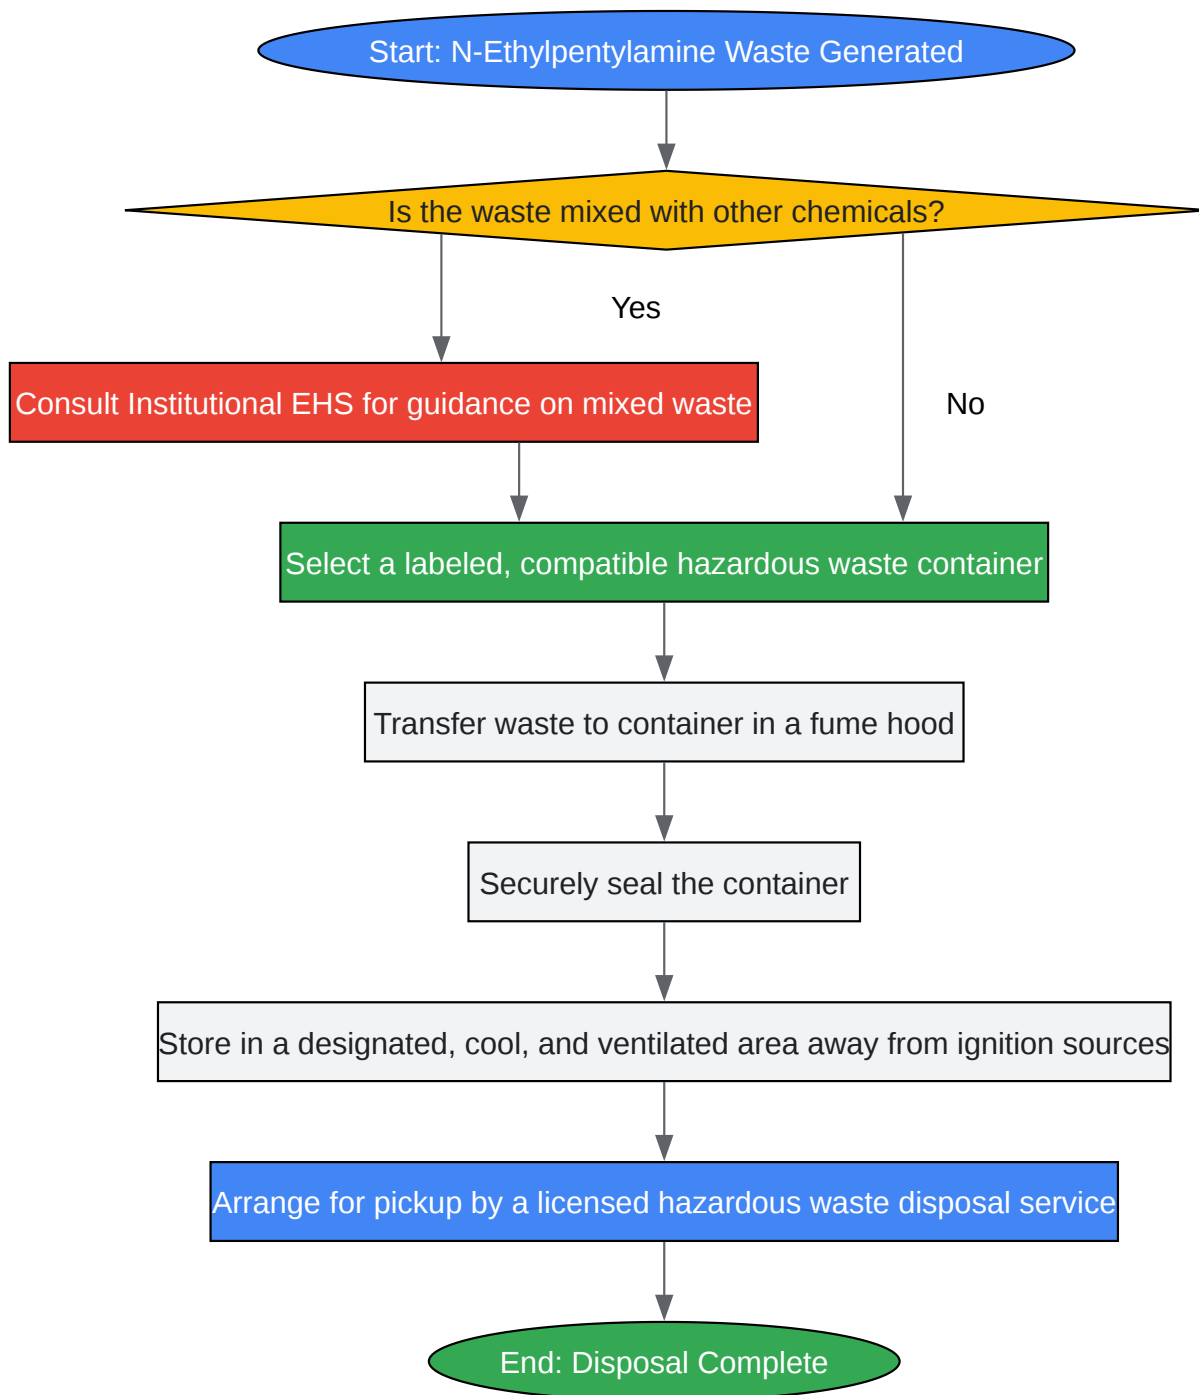 Start: N-Ethylpentylamine Waste Generated
Is the waste mixed with other chemicals?
Yes
Consult Institutional EHS for guidance on mixed waste
No
Select a labeled, compatible hazardous waste container
Transfer waste to container in a fume hood
Securely seal the container
Store in a designated, cool, and ventilated area away from ignition sources
Arrange for pickup by a licensed hazardous waste disposal service
End: Disposal Complete